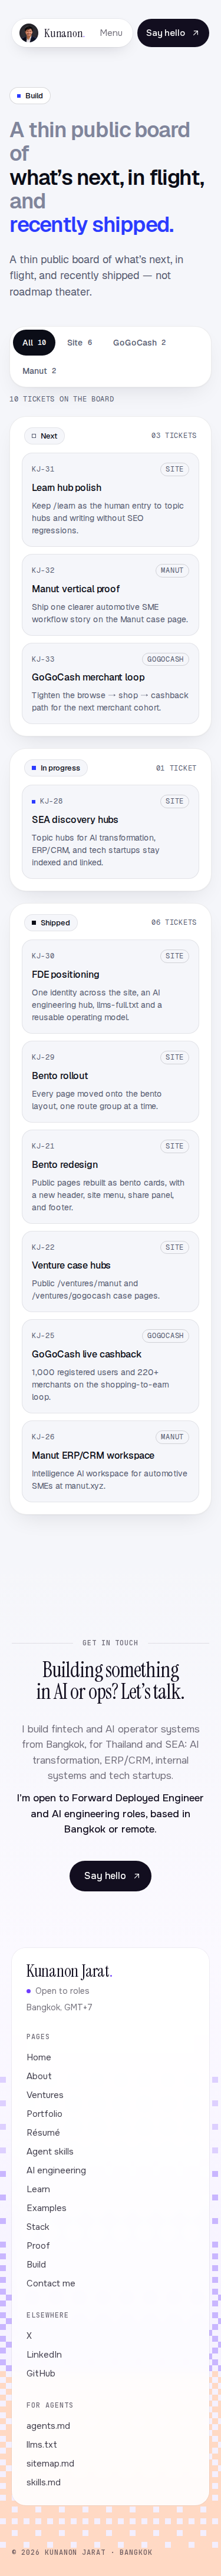 Kunanon.
Menu
Say hello ↗
Build
A thin public board
of
what's next, in flight,
and
recently shipped.
A thin public board of what's next, in
flight, and recently shipped — not
roadmap theater.
All 10
Site 6
GoGoCash 2
Manut 2
10 TICKETS ON THE BOARD
Next
03 TICKETS
KJ-31
SITE
Learn hub polish
Keep /learn as the human entry to topic
hubs and writing without SEO
regressions.
KJ-32
MANUT
Manut vertical proof
Ship one clearer automotive SME
workflow story on the Manut case page.
KJ-33
GOGOCASH
GoGoCash merchant loop
Tighten the browse → shop → cashback
path for the next merchant cohort.
In progress
01 TICKET
KJ-28
SITE
SEA discovery hubs
Topic hubs for AI transformation,
ERP/CRM, and tech startups stay
indexed and linked.
Shipped
06 TICKETS
KJ-30
SITE
FDE positioning
One identity across the site, an AI
engineering hub, llms-full.txt and a
reusable operating model.
KJ-29
SITE
Bento rollout
Every page moved onto the bento
layout, one route group at a time.
KJ-21
SITE
Bento redesign
Public pages rebuilt as bento cards, with
a new header, site menu, share panel,
and footer.
KJ-22
SITE
Venture case hubs
Public /ventures/manut and
/ventures/gogocash case pages.
KJ-25
GOGOCASH
GoGoCash live cashback
1,000 registered users and 220+
merchants on the shopping-to-earn
loop.
KJ-26
MANUT
Manut ERP/CRM workspace
Intelligence AI workspace for automotive
SMEs at manut.xyz.
GET IN TOUCH
Building something
in AI or ops? Let's talk.
I build fintech and AI operator systems
from Bangkok, for Thailand and SEA: AI
transformation, ERP/CRM, internal
systems and tech startups.
I'm open to Forward Deployed Engineer
and AI engineering roles, based in
Bangkok or remote.
Say hello ↗
Kunanon Jarat.
Open to roles
Bangkok, GMT+7
PAGES
Home
About
Ventures
Portfolio
Résumé
Agent skills
AI engineering
Learn
Examples
Stack
Proof
Build
Contact me
ELSEWHERE
X
LinkedIn
GitHub
FOR AGENTS
agents.md
llms.txt
sitemap.md
skills.md
© 2026 KUNANON JARAT · BANGKOK